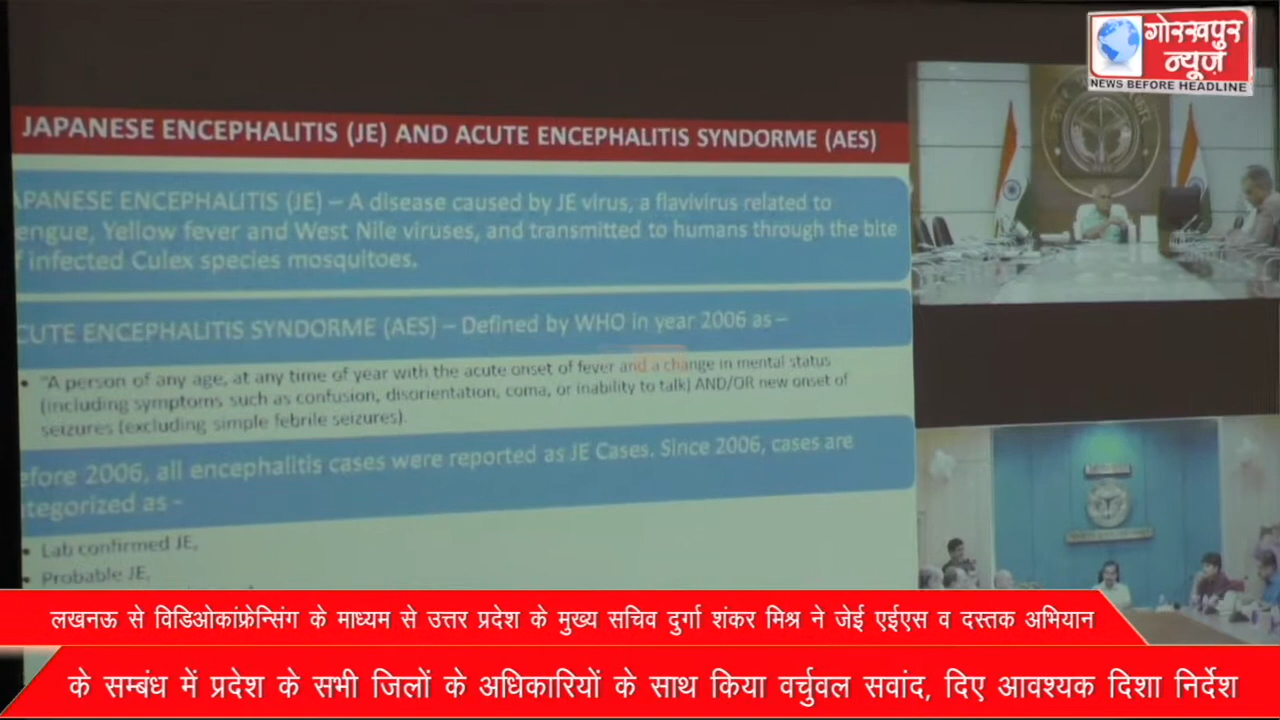 गोरखपुर
न्यूज़
NEWS BEFORE HEADLINE
JAPANESE ENCEPHALITIS (JE) AND ACUTE ENCEPHALITIS SYNDORME (AES)
APANESE ENCEPHALITIS (JE) – A disease caused by JE virus, a flavivirus related to
engue, Yellow fever and West Nile viruses, and transmitted to humans through the bite
f infected Culex species mosquitoes.
CUTE ENCEPHALITIS SYNDORME (AES) – Defined by WHO in year 2006 as –
• "A person of any age, at any time of year with the acute onset of fever and a change in mental status
(including symptoms such as confusion, disorientation, coma, or inability to talk) AND/OR new onset of
seizures (excluding simple febrile seizures).
efore 2006, all encephalitis cases were reported as JE Cases. Since 2006, cases are
tegorized as -
• Lab confirmed JE,
• Probable JE,
लखनऊ से विडिओकांफ्रेन्सिंग के माध्यम से उत्तर प्रदेश के मुख्य सचिव दुर्गा शंकर मिश्र ने जेई एईएस व दस्तक अभियान
के सम्बंध में प्रदेश के सभी जिलों के अधिकारियों के साथ किया वर्चुवल सवांद, दिए आवश्यक दिशा निर्देश